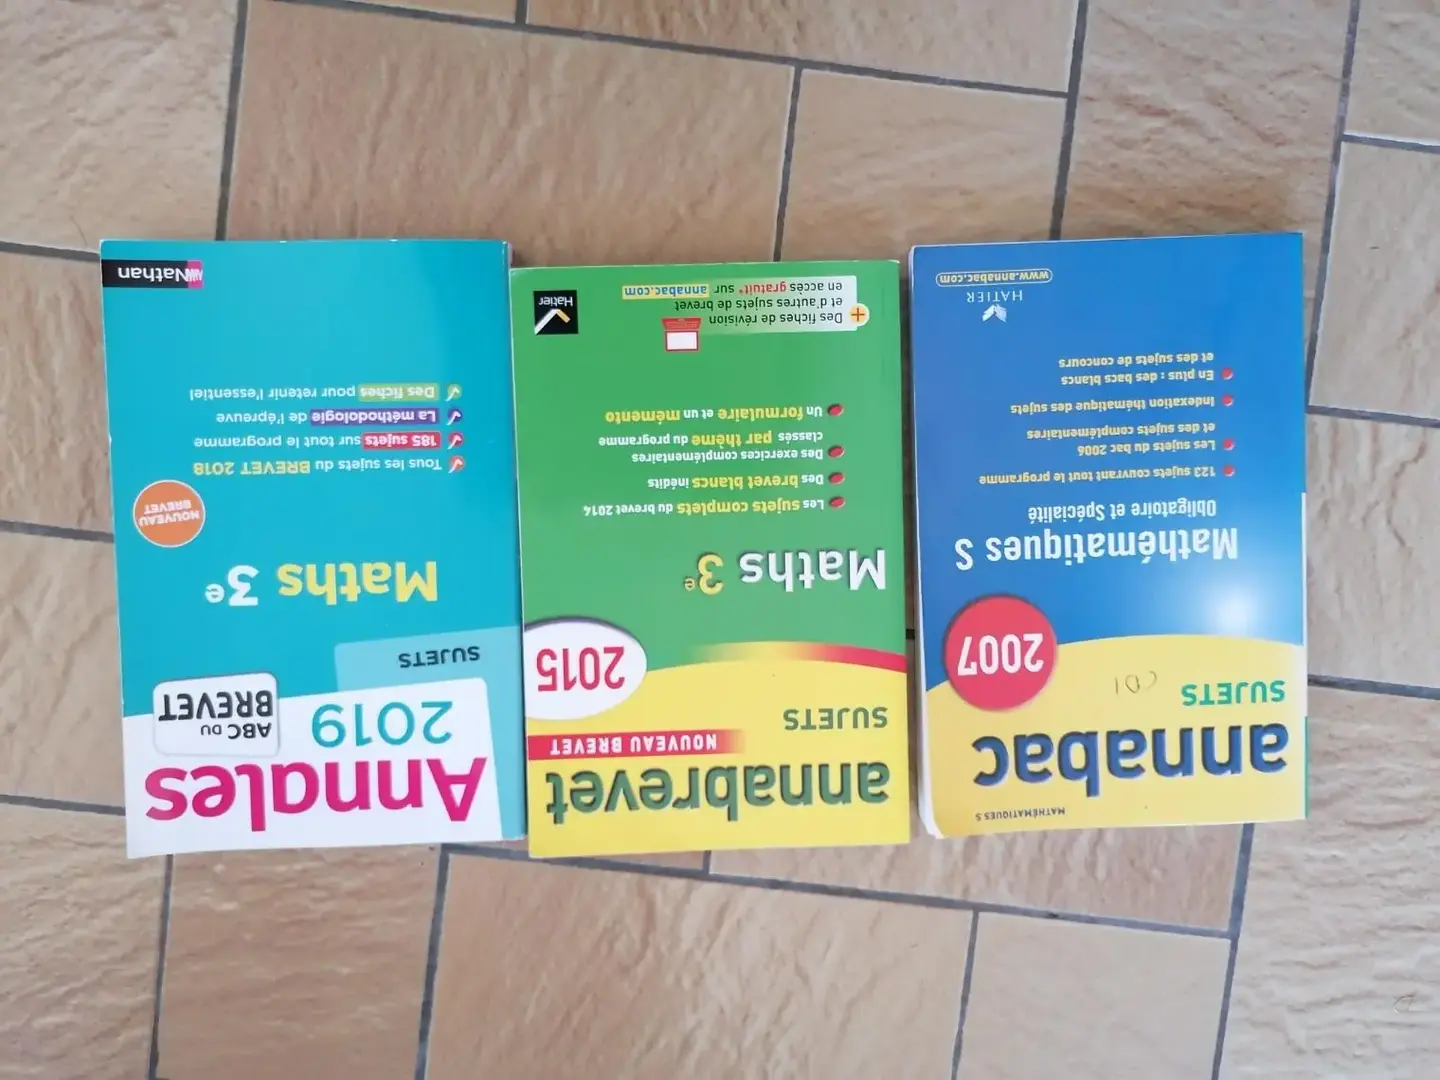 MATHÉMATIQUES S
annabac
SUJETS
CDI
2007
Mathématiques S
Obligatoire et Spécialité
123 sujets couvrant tout le programme
Les sujets du bac 2006
et des sujets complémentaires
Indexation thématique des sujets
En plus : des bacs blancs
et des sujets de concours
HATIER
www.annabac.com
annabrevet
NOUVEAU BREVET
SUJETS
2015
Maths 3e
Les sujets complets du brevet 2014
Des brevet blancs inédits
Des exercices complémentaires
classés par thème du programme
Un formulaire et un mémento
+ Des fiches de révision
et d'autres sujets de brevet
en accès gratuit* sur annabac.com
Hatier
Annales
2019
ABC DU
BREVET
SUJETS
Maths 3e
NOUVEAU
BREVET
Tous les sujets du BREVET 2018
185 sujets sur tout le programme
La méthodologie de l'épreuve
Des fiches pour retenir l'essentiel
Nathan